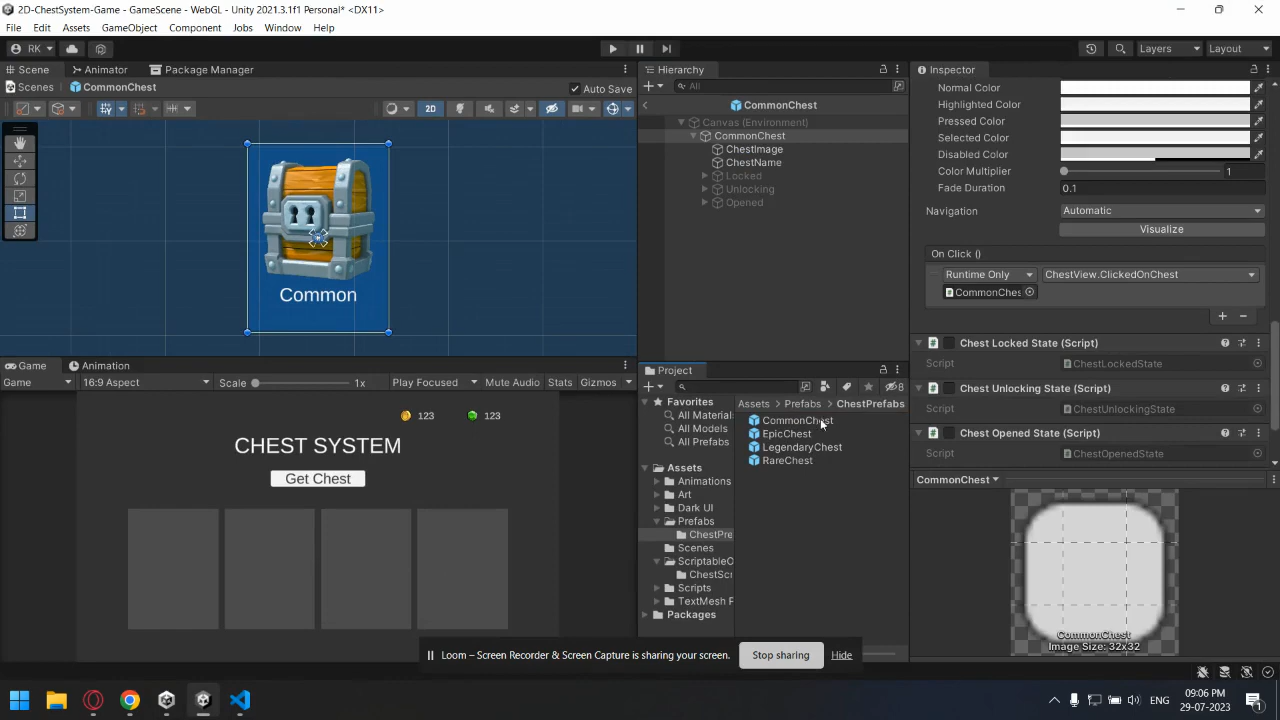 2D-ChestSystem-Game - GameScene - WebGL - Unity 2021.3.1f1 Personal* <DX11>
File Edit Assets GameObject Component Jobs Window Help
RK Layers Layout
Scene Animator Package Manager
Scenes CommonChest Auto Save
2D
Common
Game Animation
Game 16:9 Aspect Scale 1x Play Focused Mute Audio Stats Gizmos
123 123
CHEST SYSTEM
Get Chest
Hierarchy
All
CommonChest
Canvas (Environment)
CommonChest
ChestImage
ChestName
Locked
Unlocking
Opened
Project
8
Favorites
All Material
All Models
All Prefabs
Assets
Animations
Art
Dark UI
Prefabs
ChestPre
Scenes
ScriptableO
ChestScr
Scripts
TextMesh P
Packages
Assets > Prefabs > ChestPrefabs
CommonChest
EpicChest
LegendaryChest
RareChest
Inspector
Normal Color
Highlighted Color
Pressed Color
Selected Color
Disabled Color
Color Multiplier 1
Fade Duration 0.1
Navigation Automatic
Visualize
On Click ()
Runtime Only ChestView.ClickedOnChest
CommonChes
Chest Locked State (Script)
Script ChestLockedState
Chest Unlocking State (Script)
Script ChestUnlockingState
Chest Opened State (Script)
Script ChestOpenedState
CommonChest
CommonChest
Image Size: 32x32
Loom – Screen Recorder & Screen Capture is sharing your screen. Stop sharing Hide
ENG
09:06 PM
29-07-2023
1